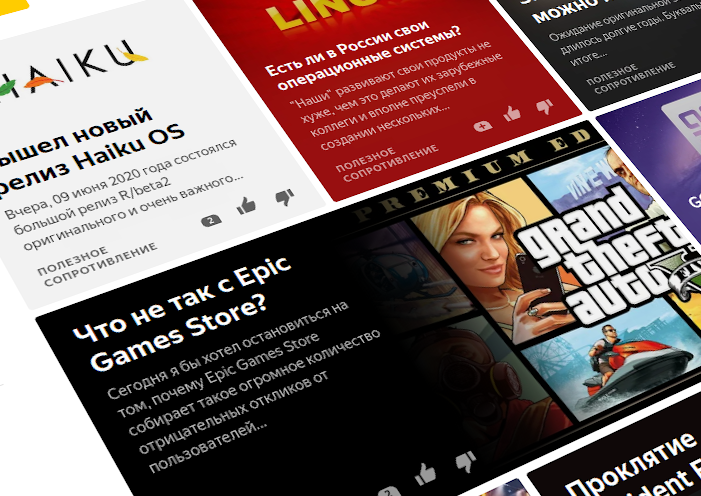 HAIKU
вышел новый
релиз Haiku OS
Вчера, 09 июня 2020 года состоялся
большой релиз R/beta2
оригинального и очень важного...
2
ПОЛЕЗНОЕ
СОПРОТИВЛЕНИЕ
Есть ли в России свои
операционные системы?
"Наши" развивают свои продукты не
хуже, чем это делают их зарубежные
коллеги и вполне преуспели в
создании нескольких...
ПОЛЕЗНОЕ
СОПРОТИВЛЕНИЕ
можно
Ожидание оригинальной
длилось долгие годы.
итоге...
ПОЛЕЗНОЕ
СОПРОТИВЛЕНИЕ
PREMIUM ED
grand
theft
auto
Что не так с Epic
Games Store?
Сегодня я бы хотел остановиться на
том, почему Epic Games Store
собирает такое огромное количество
отрицательных откликов от
пользователей...
2
Проклятие